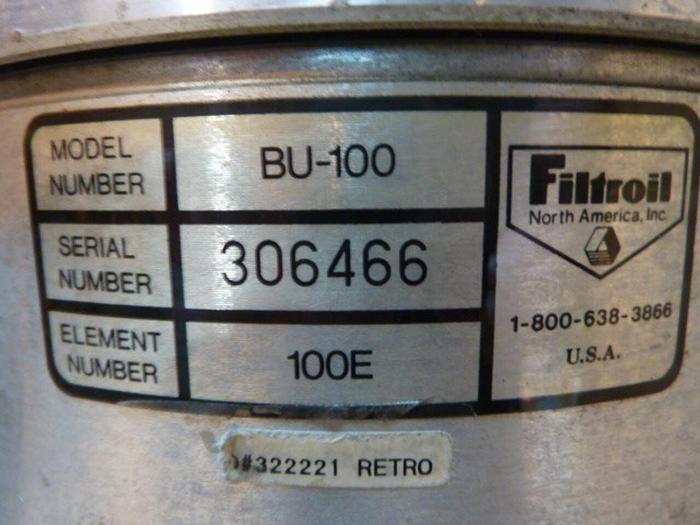 MODEL NUMBER
BU-100
SERIAL NUMBER
306466
ELEMENT NUMBER
100E
Filtroil
North America, Inc.
1-800-638-3866
U.S.A.
#322221 RETRO